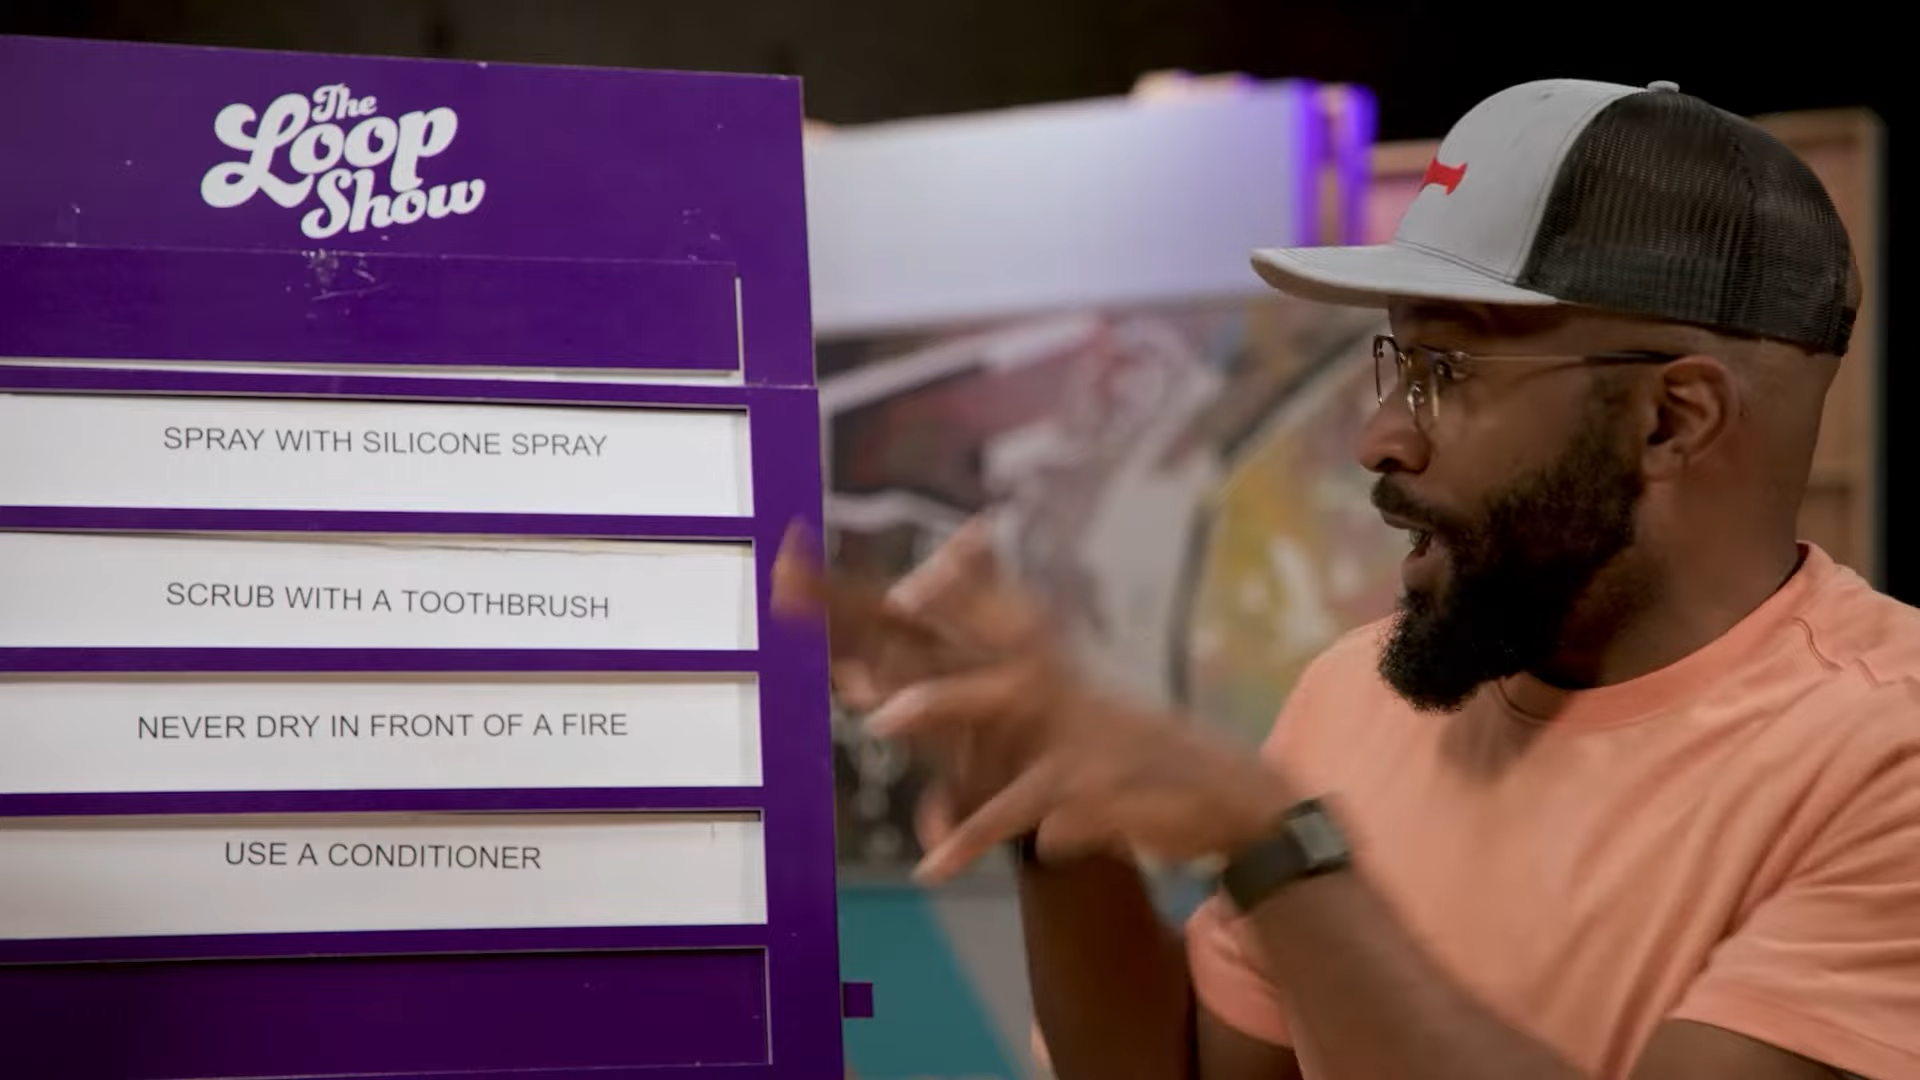 The
Loop
Show
SPRAY WITH SILICONE SPRAY
SCRUB WITH A TOOTHBRUSH
NEVER DRY IN FRONT OF A FIRE
USE A CONDITIONER